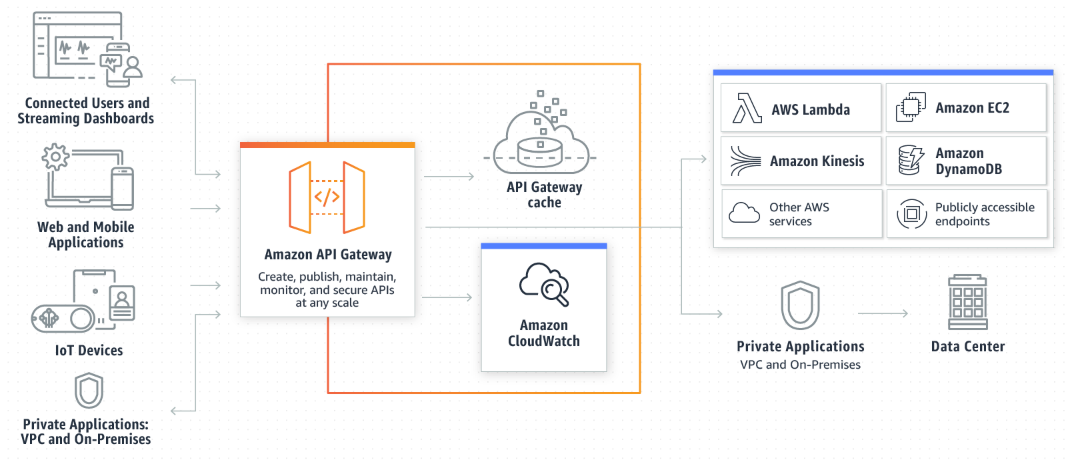 Connected Users and
Streaming Dashboards
Web and Mobile
Applications
IoT Devices
Private Applications:
VPC and On-Premises
</>
Amazon API Gateway
Create, publish, maintain,
monitor, and secure APIs
at any scale
API Gateway
cache
Amazon
CloudWatch
AWS Lambda
Amazon EC2
Amazon Kinesis
Amazon
DynamoDB
Other AWS
services
Publicly accessible
endpoints
Private Applications
VPC and On-Premises
Data Center